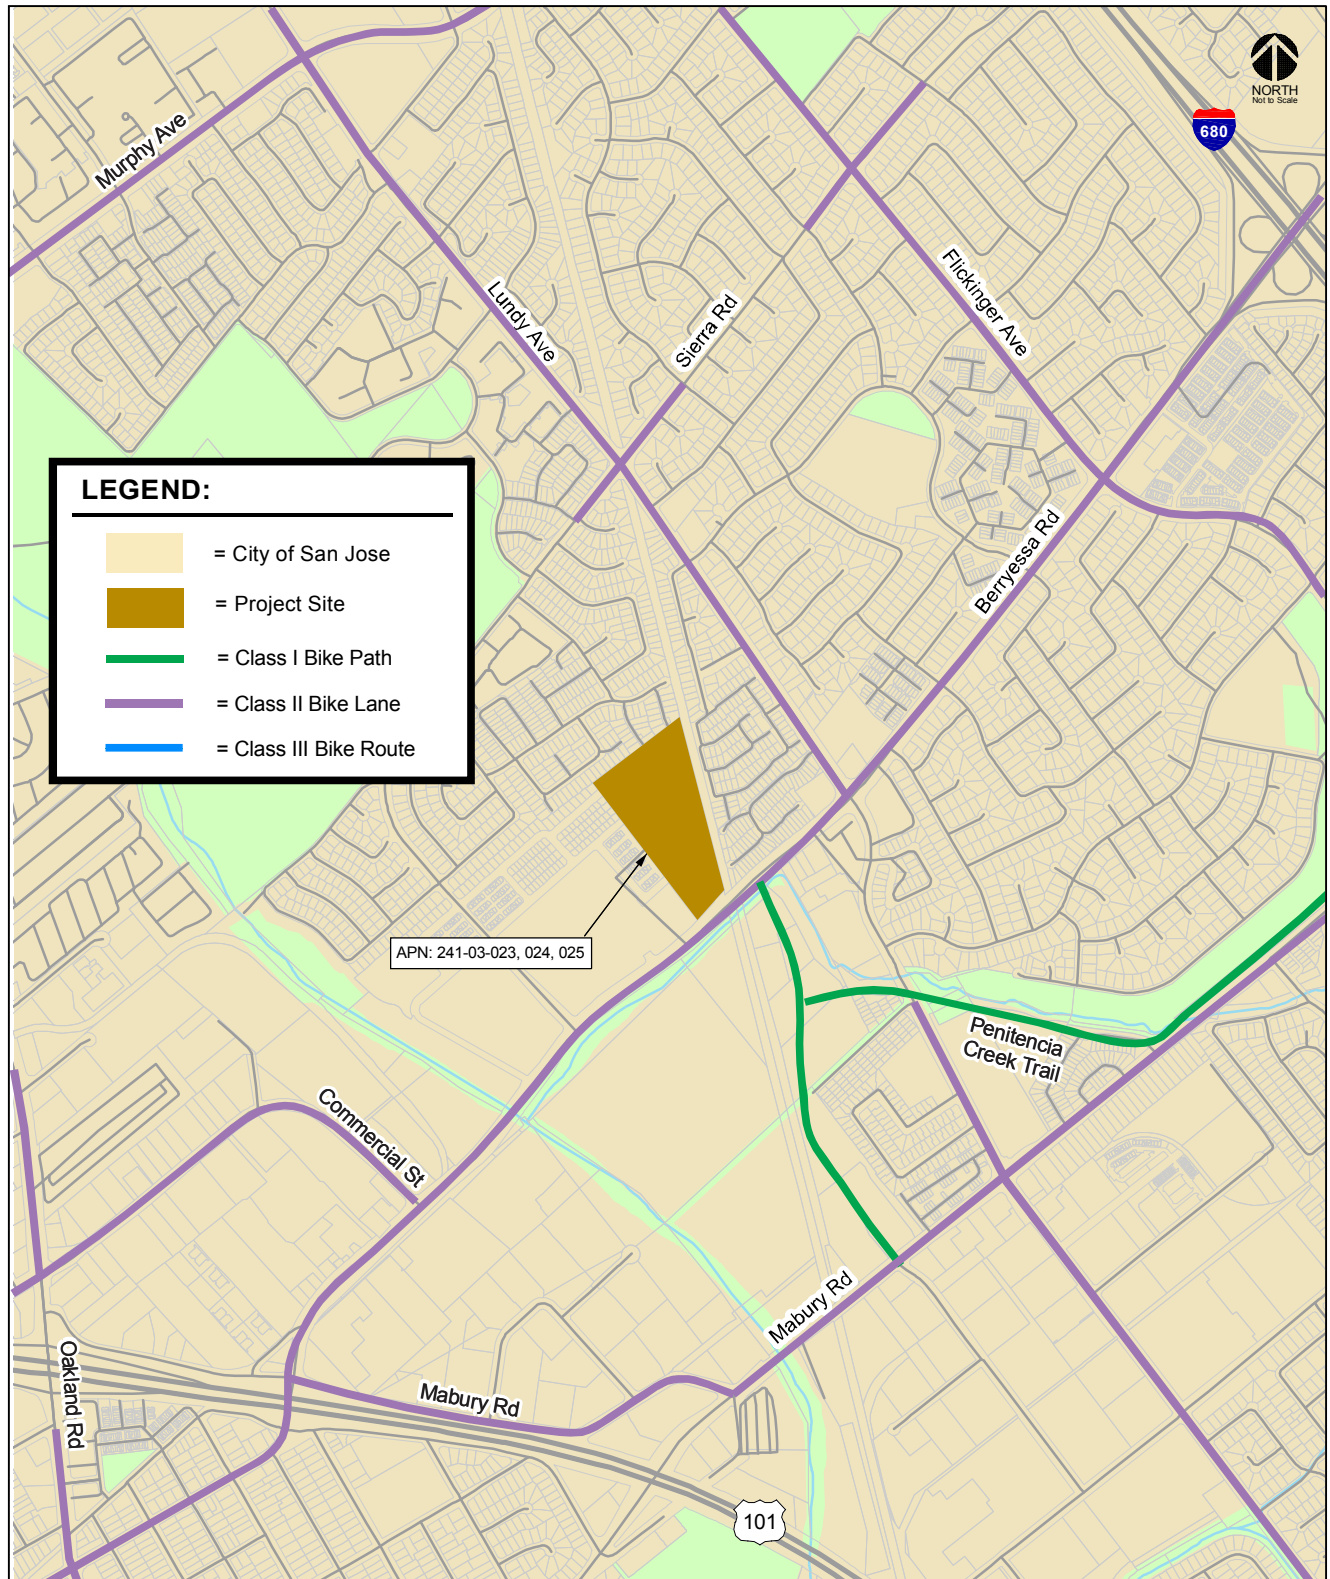 NORTH
Not to Scale
680
Murphy Ave
Lundy Ave
Sierra Rd
Flickinger Ave
Berryessa Rd
LEGEND:
= City of San Jose
= Project Site
= Class I Bike Path
= Class II Bike Lane
= Class III Bike Route
APN: 241-03-023, 024, 025
Penitencia
Creek Trail
Commercial St
Mabury Rd
Oakland Rd
Mabury Rd
101